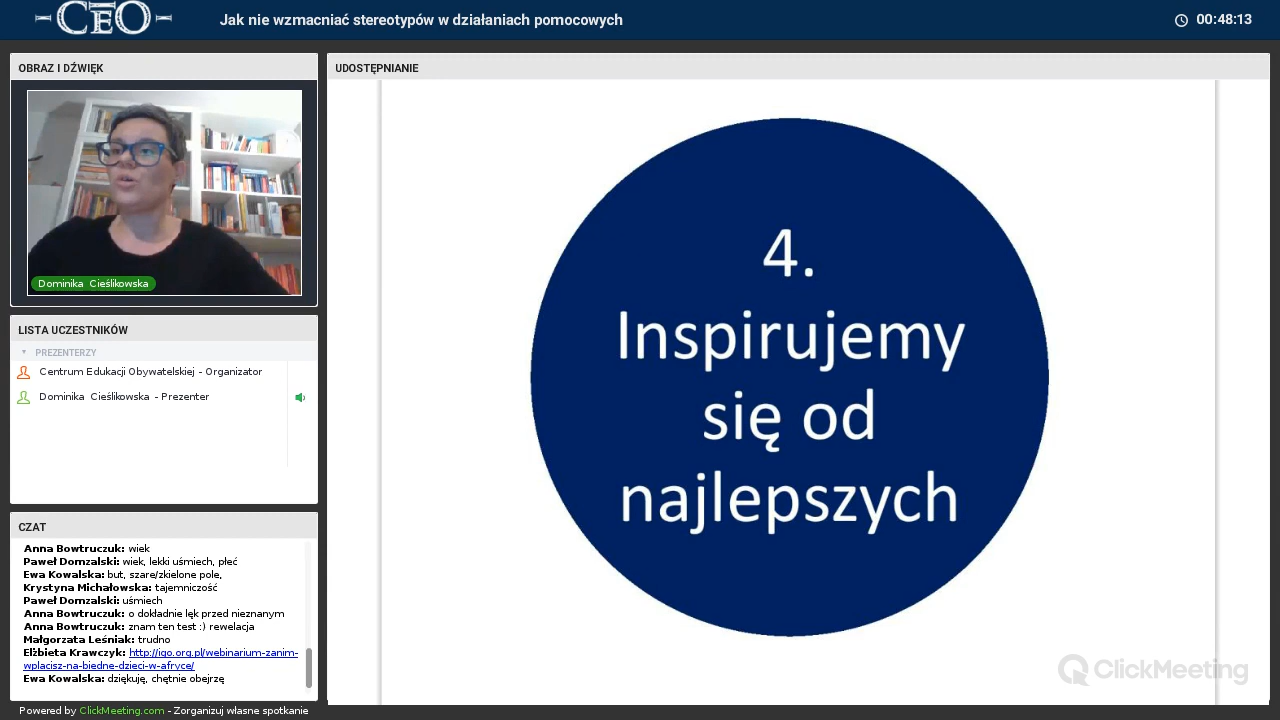 CEO
Jak nie wzmacniać stereotypów w działaniach pomocowych
00:48:13
OBRAZ I DŹWIĘK
Dominika Cieślikowska
LISTA UCZESTNIKÓW
PREZENTERZY
Centrum Edukacji Obywatelskiej - Organizator
Dominika Cieślikowska - Prezenter
CZAT
Anna Bowtruczuk: wiek
Paweł Domzalski: wiek, lekki uśmiech, płeć
Ewa Kowalska: but, szare/zkielone pole,
Krystyna Michałowska: tajemniczość
Paweł Domzalski: uśmiech
Anna Bowtruczuk: o dokładnie lęk przed nieznanym
Anna Bowtruczuk: znam ten test :) rewelacja
Małgorzata Leśniak: trudno
Elżbieta Krawczyk: http://igo.org.pl/webinarium-zanim-
wplacisz-na-biedne-dzieci-w-afryce/
Ewa Kowalska: dziękuję, chętnie obejrzę
Powered by ClickMeeting.com - Zorganizuj własne spotkanie
UDOSTĘPNIANIE
4.
Inspirujemy
się od
najlepszych
ClickMeeting